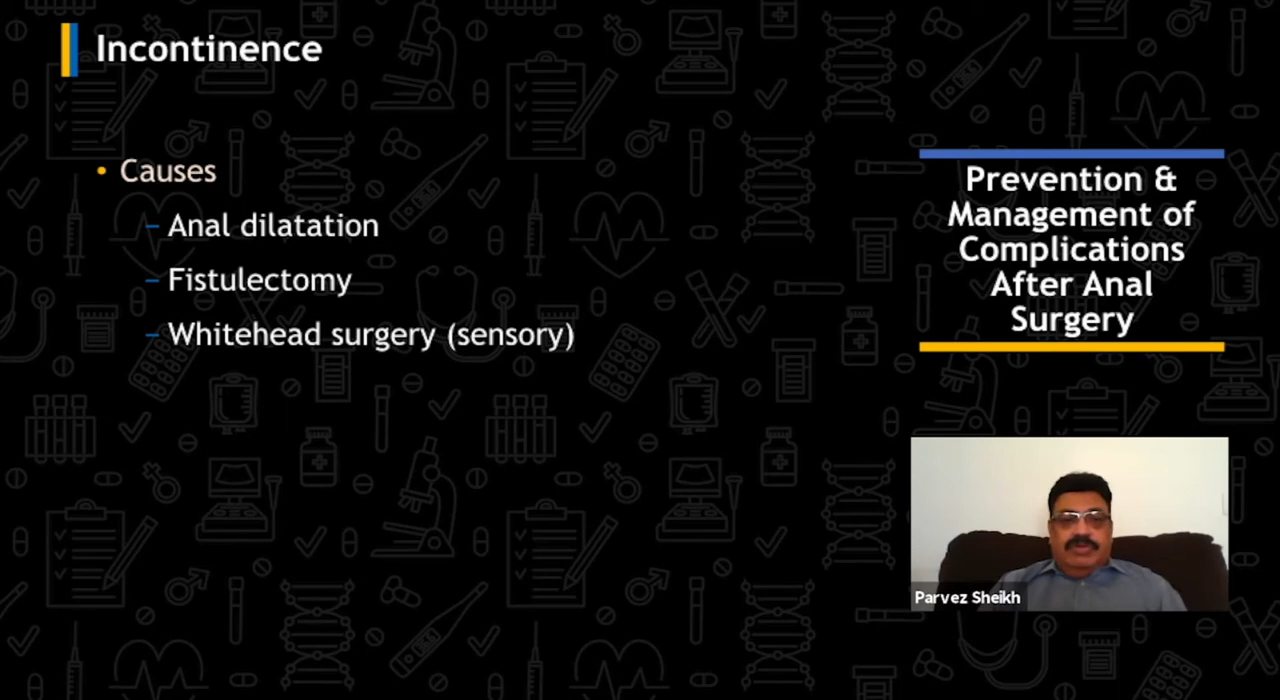 Incontinence
• Causes
– Anal dilatation
– Fistulectomy
– Whitehead surgery (sensory)
Prevention &
Management of
Complications
After Anal
Surgery
Parvez Sheikh